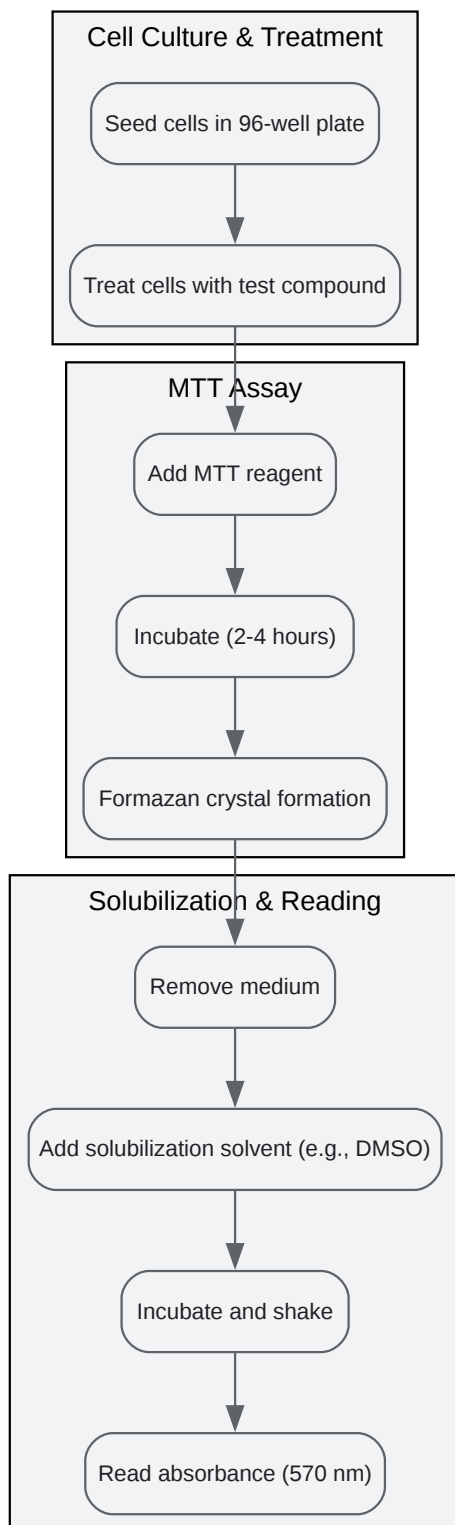 Cell Culture & Treatment
Seed cells in 96-well plate
Treat cells with test compound
MTT Assay
Add MTT reagent
Incubate (2-4 hours)
Formazan crystal formation
Solubilization & Reading
Remove medium
Add solubilization solvent (e.g., DMSO)
Incubate and shake
Read absorbance (570 nm)